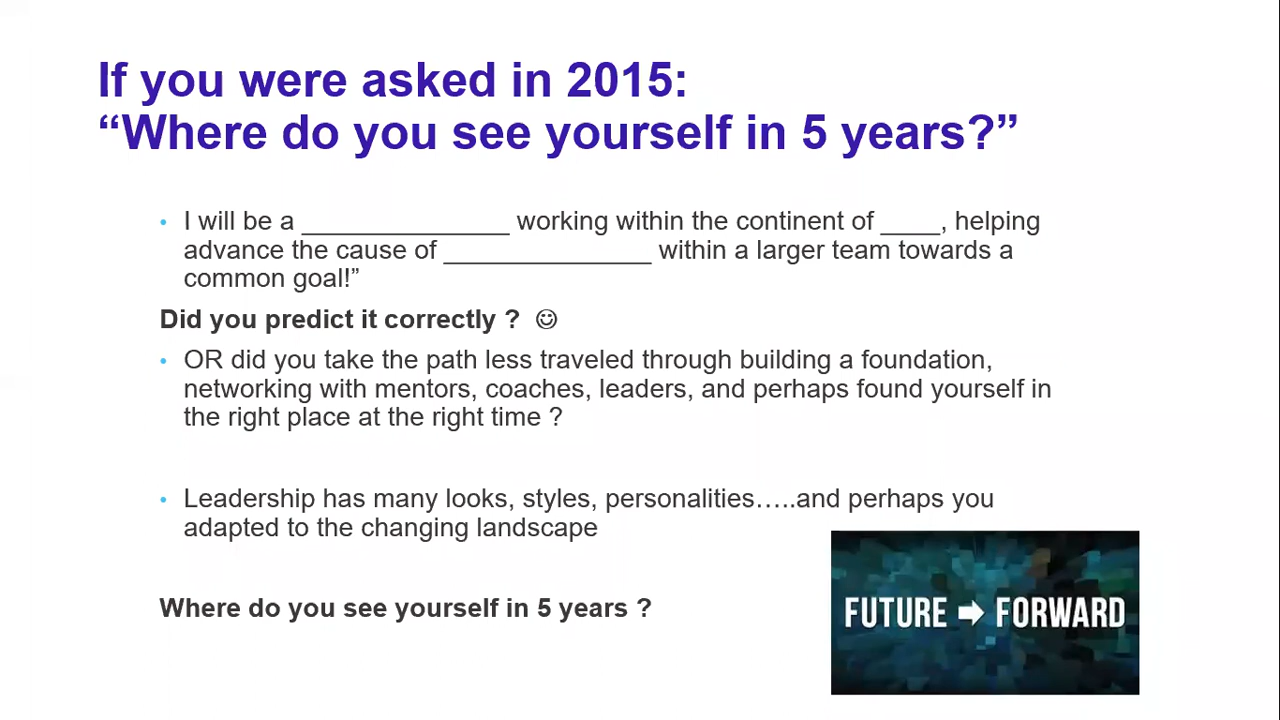 If you were asked in 2015:
“Where do you see yourself in 5 years?”
• I will be a ______________ working within the continent of ____, helping
advance the cause of ______________ within a larger team towards a
common goal!”
Did you predict it correctly ? ☺
• OR did you take the path less traveled through building a foundation,
networking with mentors, coaches, leaders, and perhaps found yourself in
the right place at the right time ?
• Leadership has many looks, styles, personalities…..and perhaps you
adapted to the changing landscape
Where do you see yourself in 5 years ?
FUTURE ➡ FORWARD